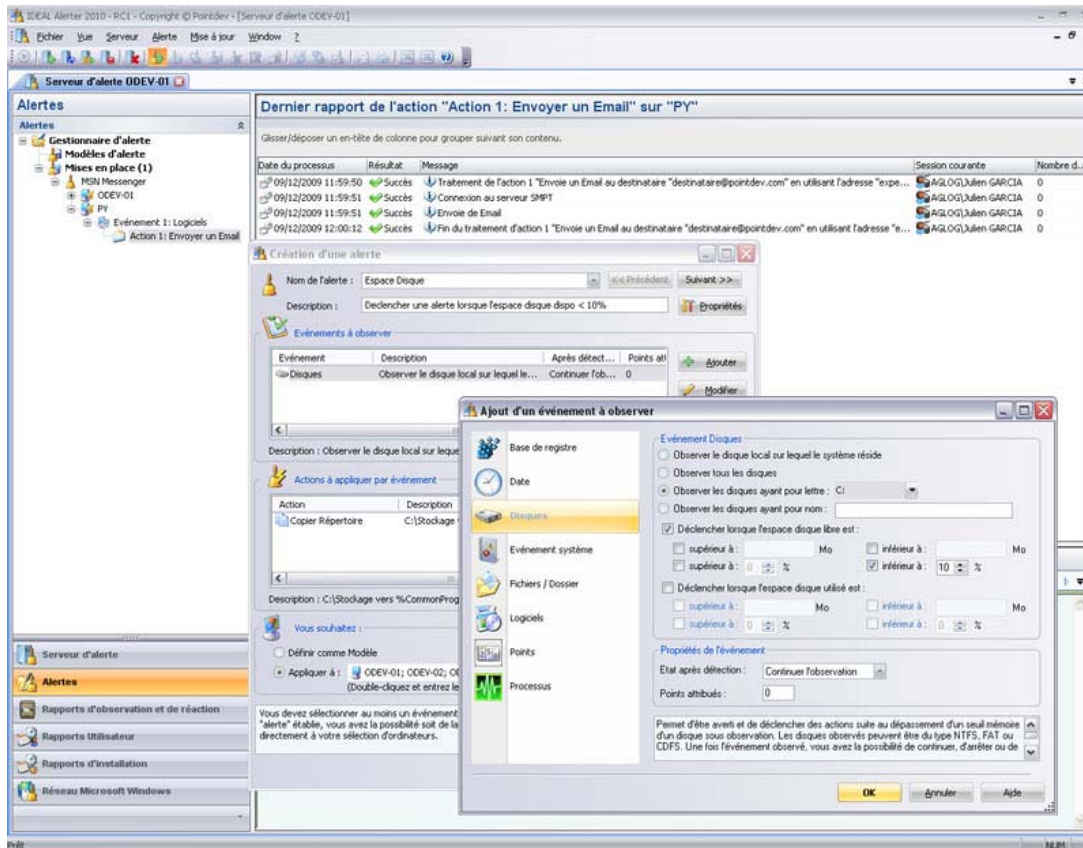 IDEAL Alerter 2010 - RC1 - Copyright © Pointdev - [Serveur d'alerte ODEV-01]
Fichier Vue Serveur Alerte Mise à jour Window ?
Serveur d'alerte ODEV-01
Alertes
Alertes
Gestionnaire d'alerte
Modèles d'alerte
Mises en place (1)
MSN Messenger
ODEV-01
PY
Evénement 1: Logiciels
Action 1: Envoyer un Email
Serveur d'alerte
Alertes
Rapports d'observation et de réaction
Rapports Utilisateur
Rapports d'Installation
Réseau Microsoft Windows
Dernier rapport de l'action "Action 1: Envoyer un Email" sur "PY"
Glisser/déposer un en-tête de colonne pour grouper suivant son contenu.
Date du processus Résultat Message Session courante Nombre d...
09/12/2009 11:59:50 Succès Traitement de l'action 1 "Envoie un Email au destinataire "destinataire@pointdev.com" en utilisant l'adresse "expe... AGLOG\Julien GARCIA 0
09/12/2009 11:59:51 Succès Connexion au serveur SMPT AGLOG\Julien GARCIA 0
09/12/2009 11:59:51 Succès Envoie de Email AGLOG\Julien GARCIA 0
09/12/2009 12:00:12 Succès Fin du traitement d'action 1 "Envoie un Email au destinataire "destinataire@pointdev.com" en utilisant l'adresse "e... AGLOG\Julien GARCIA 0
Création d'une alerte
Nom de l'alerte : Espace Disque << Précédent Suivant >>
Description : Declencher une alerte lorsque l'espace disque dispo < 10% Propriétés
Evénements à observer
Evénement Description Après détect... Points att
Disques Observer le disque local sur lequel le... Continuer l'ob... 0
Ajouter
Modifier
Description : Observer le disque local sur leque
Actions à appliquer par événement
Action Description
Copier Répertoire C:\Stockage v
Description : C:\Stockage vers %CommonProg
Vous souhaitez :
Définir comme Modèle
Appliquer à : ODEV-01; ODEV-02; OD
(Double-cliquez et entrez le
Vous devez sélectionner au moins un événement
"alerte" établie, vous avez la possibilité soit de la
directement à votre sélection d'ordinateurs.
Ajout d'un événement à observer
Base de registre
Date
Disques
Evénement système
Fichiers / Dossier
Logiciels
Points
Processus
Evénement Disques
Observer le disque local sur lequel le système réside
Observer tous les disques
Observer les disques ayant pour lettre : C:
Observer les disques ayant pour nom :
Déclencher lorsque l'espace disque libre est :
supérieur à : Mo inférieur à : Mo
supérieur à : 0 % inférieur à : 10 %
Déclencher lorsque l'espace disque utilisé est :
supérieur à : Mo inférieur à : Mo
supérieur à : 0 % inférieur à : 0 %
Propriétés de l'événement
Etat après détection : Continuer l'observation
Points attribués : 0
Permet d'être averti et de déclencher des actions suite au dépassement d'un seuil mémoire
d'un disque sous observation. Les disques observés peuvent être du type NTFS, FAT ou
CDFS. Une fois l'événement observé, vous avez la possibilité de continuer, d'arrêter ou de
OK Annuler Aide
Prêt NUM